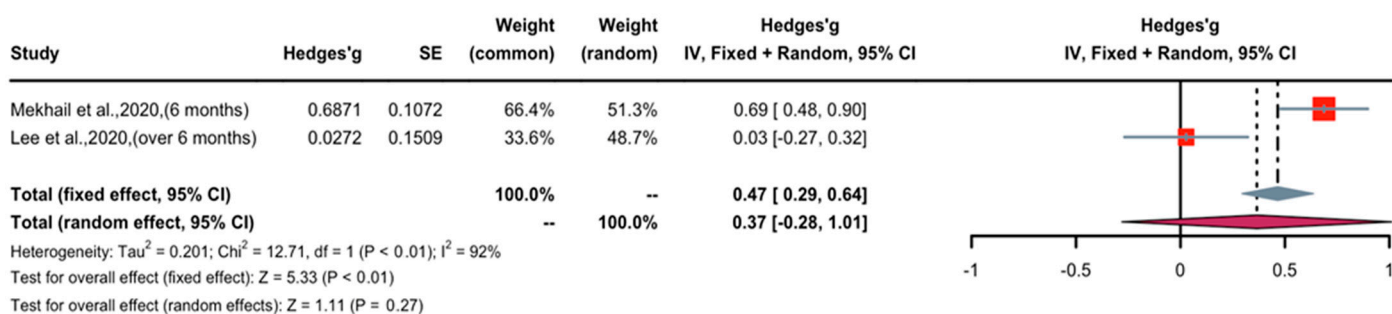 Weight Weight Hedges'g Hedges'g
Study Hedges'g SE (common) (random) IV, Fixed + Random, 95% CI IV, Fixed + Random, 95% CI
Mekhail et al.,2020,(6 months) 0.6871 0.1072 66.4% 51.3% 0.69 [ 0.48, 0.90]
Lee et al.,2020,(over 6 months) 0.0272 0.1509 33.6% 48.7% 0.03 [-0.27, 0.32]
Total (fixed effect, 95% CI) 100.0% -- 0.47 [ 0.29, 0.64]
Total (random effect, 95% CI) -- 100.0% 0.37 [-0.28, 1.01]
Heterogeneity: Tau² = 0.201; Chi² = 12.71, df = 1 (P < 0.01); I² = 92%
Test for overall effect (fixed effect): Z = 5.33 (P < 0.01)
Test for overall effect (random effects): Z = 1.11 (P = 0.27)
-1 -0.5 0 0.5 1